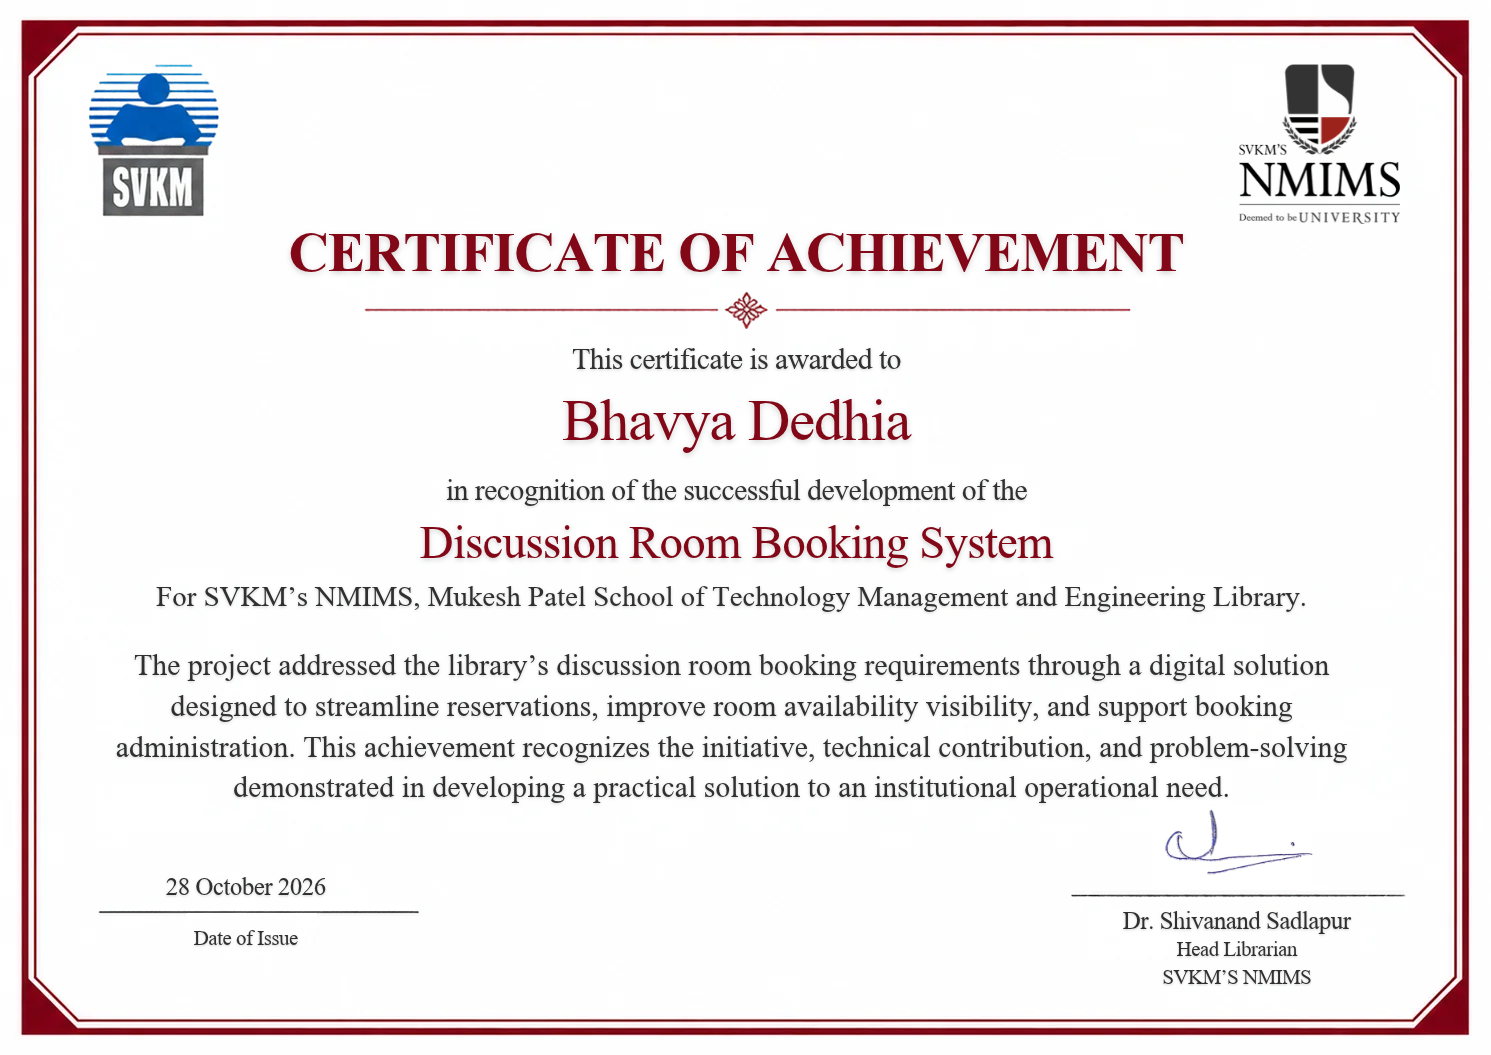 SVKM
SVKM'S
NMIMS
Deemed to be UNIVERSITY
CERTIFICATE OF ACHIEVEMENT
This certificate is awarded to
Bhavya Dedhia
in recognition of the successful development of the
Discussion Room Booking System
For SVKM’s NMIMS, Mukesh Patel School of Technology Management and Engineering Library.
The project addressed the library’s discussion room booking requirements through a digital solution
designed to streamline reservations, improve room availability visibility, and support booking
administration. This achievement recognizes the initiative, technical contribution, and problem-solving
demonstrated in developing a practical solution to an institutional operational need.
28 October 2026
Date of Issue
Dr. Shivanand Sadlapur
Head Librarian
SVKM’S NMIMS